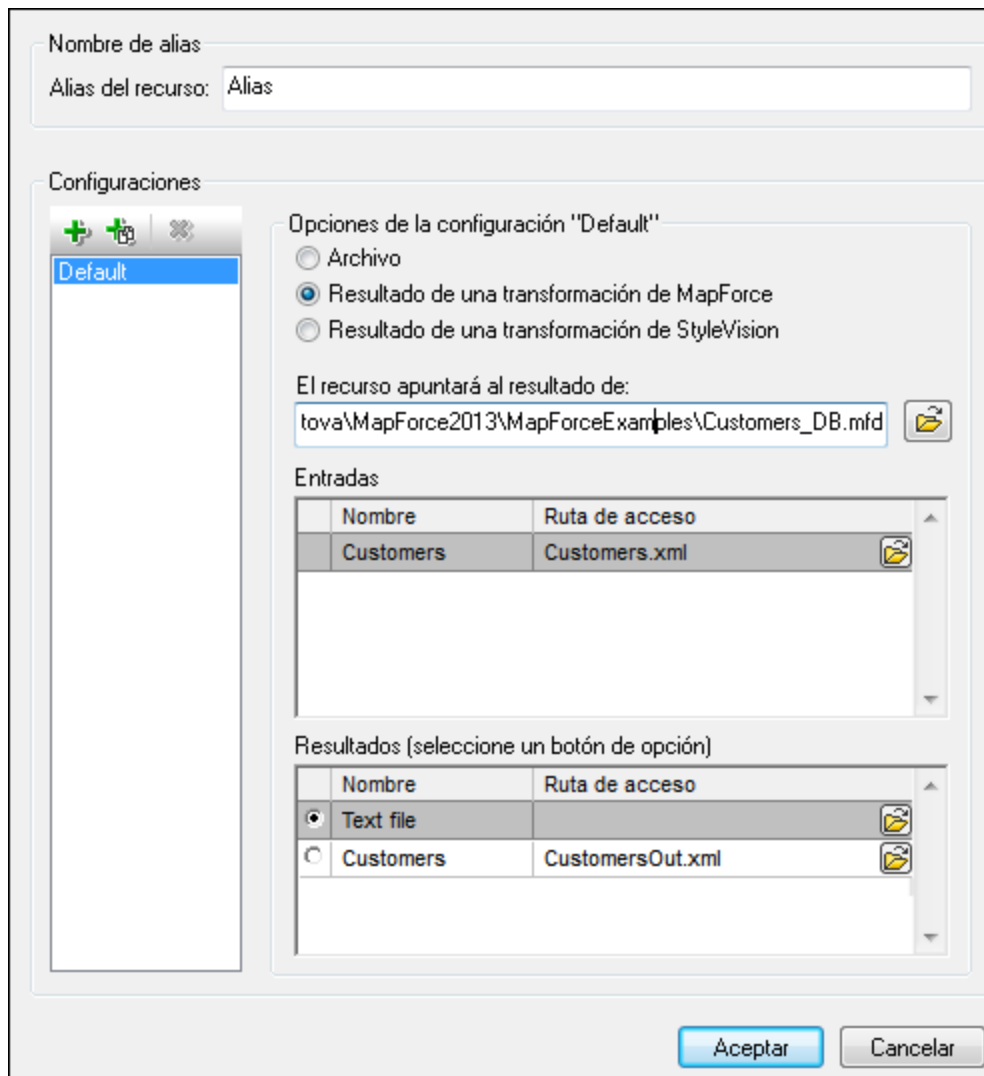 Nombre de alias
Alias del recurso: Alias
Configuraciones
Default
Opciones de la configuración "Default"
Archivo
Resultado de una transformación de MapForce
Resultado de una transformación de StyleVision
El recurso apuntará al resultado de:
tova\MapForce2013\MapForceExamples\Customers_DB.mfd
Entradas
Nombre Ruta de acceso
Customers Customers.xml
Resultados (seleccione un botón de opción)
Nombre Ruta de acceso
Text file
Customers CustomersOut.xml
Aceptar Cancelar